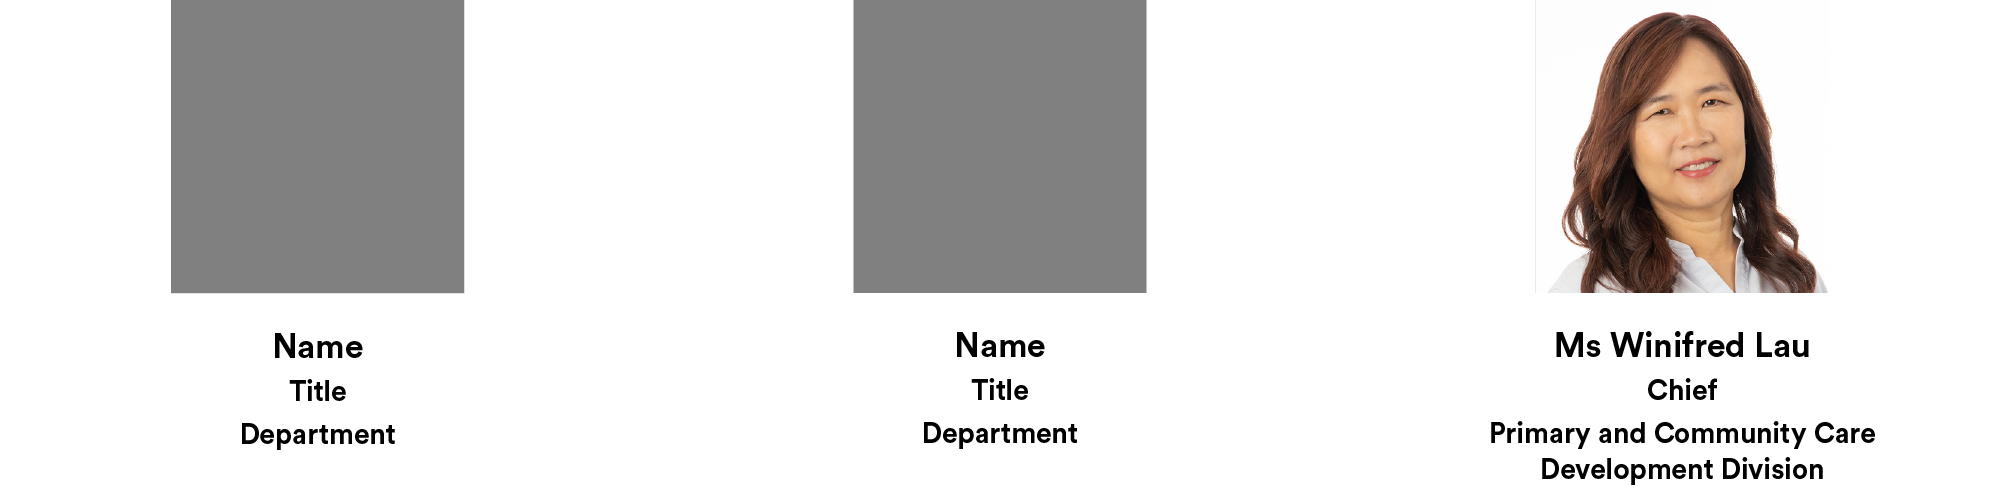 Name
Title
Department
Name
Title
Department
Ms Winifred Lau
Chief
Primary and Community Care
Development Division